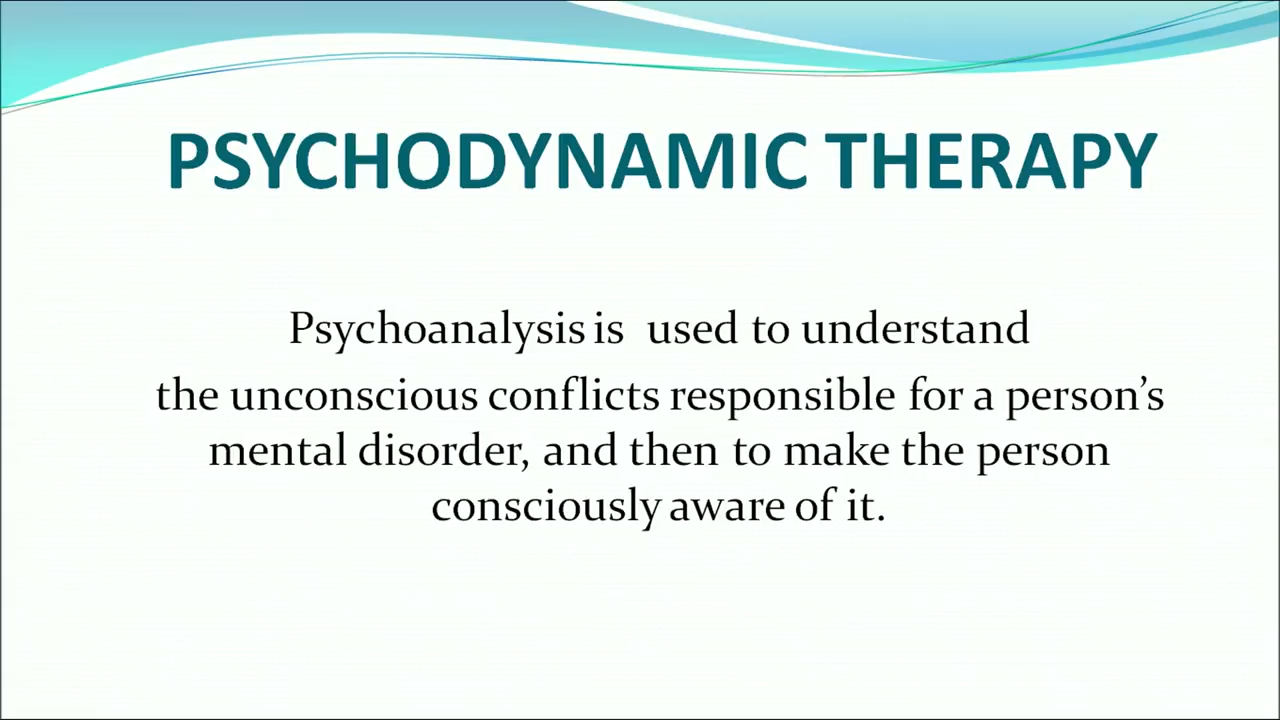 PSYCHODYNAMIC THERAPY
Psychoanalysis is used to understand
the unconscious conflicts responsible for a person’s
mental disorder, and then to make the person
consciously aware of it.